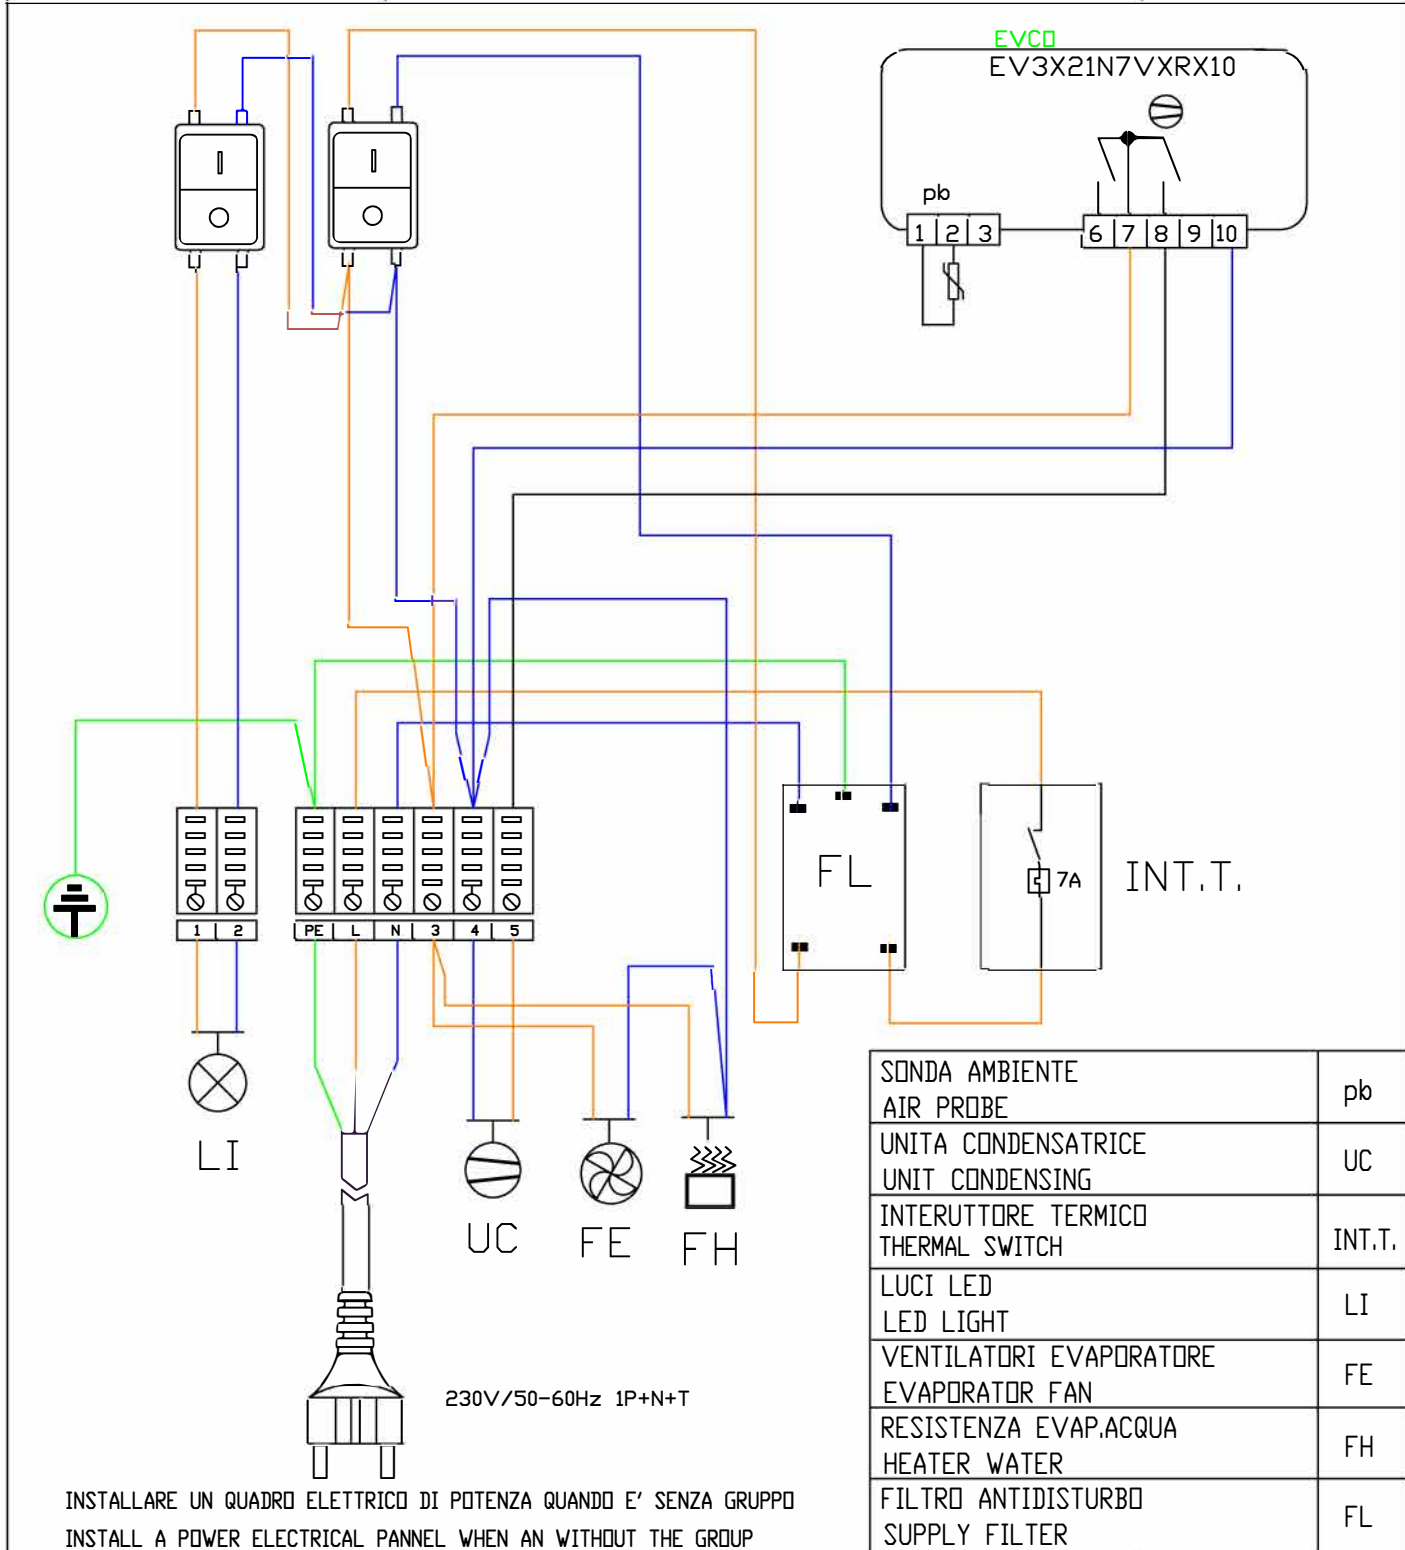 EVCO
EV3X21N7VXRX10
pb
1 2 3
6 7 8 9 10
FL
7A
INT.T.
1 2
PE L N 3 4 5
LI
UC
FE
FH
230V/50-60Hz 1P+N+T
INSTALLARE UN QUADRO ELETTRICO DI POTENZA QUANDO E' SENZA GRUPPO
INSTALL A POWER ELECTRICAL PANNEL WHEN AN WITHOUT THE GROUP
SONDA AMBIENTE
AIR PROBE
pb
UNITA CONDENSATRICE
UNIT CONDENSING
UC
INTERUTTORE TERMICO
THERMAL SWITCH
INT.T.
LUCI LED
LED LIGHT
LI
VENTILATORI EVAPORATORE
EVAPORATOR FAN
FE
RESISTENZA EVAP.ACQUA
HEATER WATER
FH
FILTRO ANTIDISTURBO
SUPPLY FILTER
FL